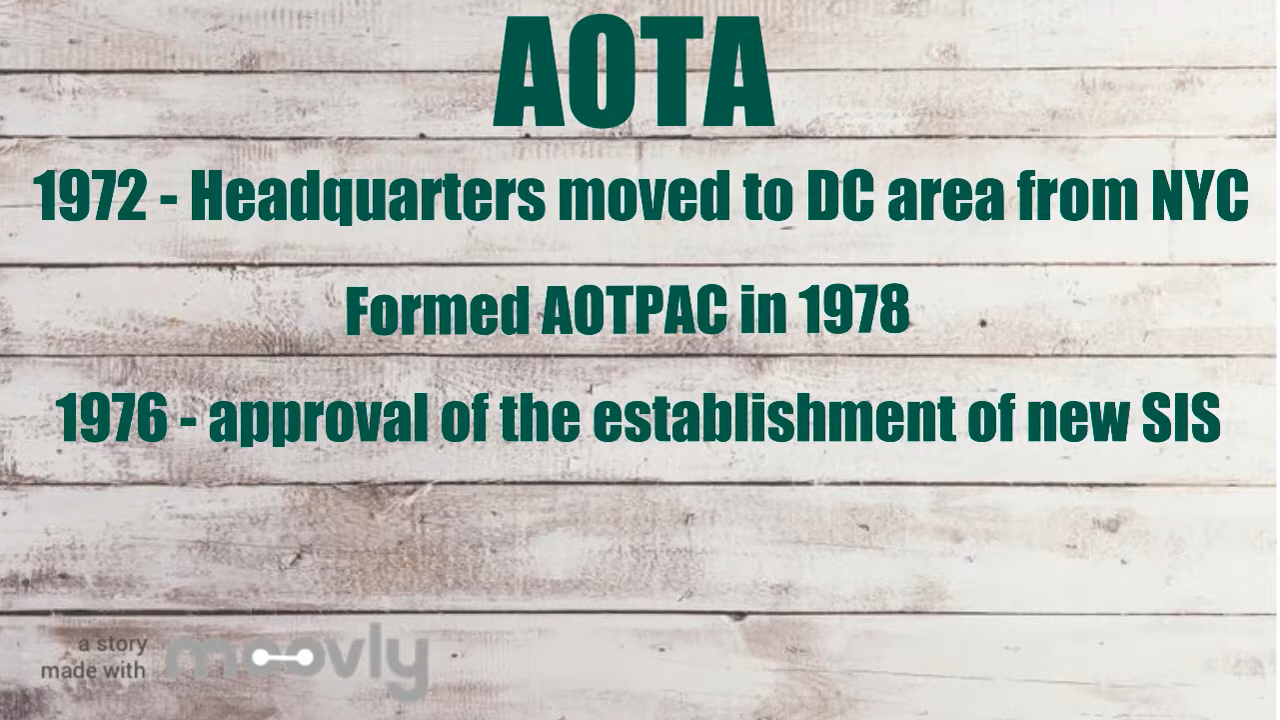 AOTA
1972 - Headquarters moved to DC area from NYC
Formed AOTPAC in 1978
1976 - approval of the establishment of new SIS
a story
made with moovly